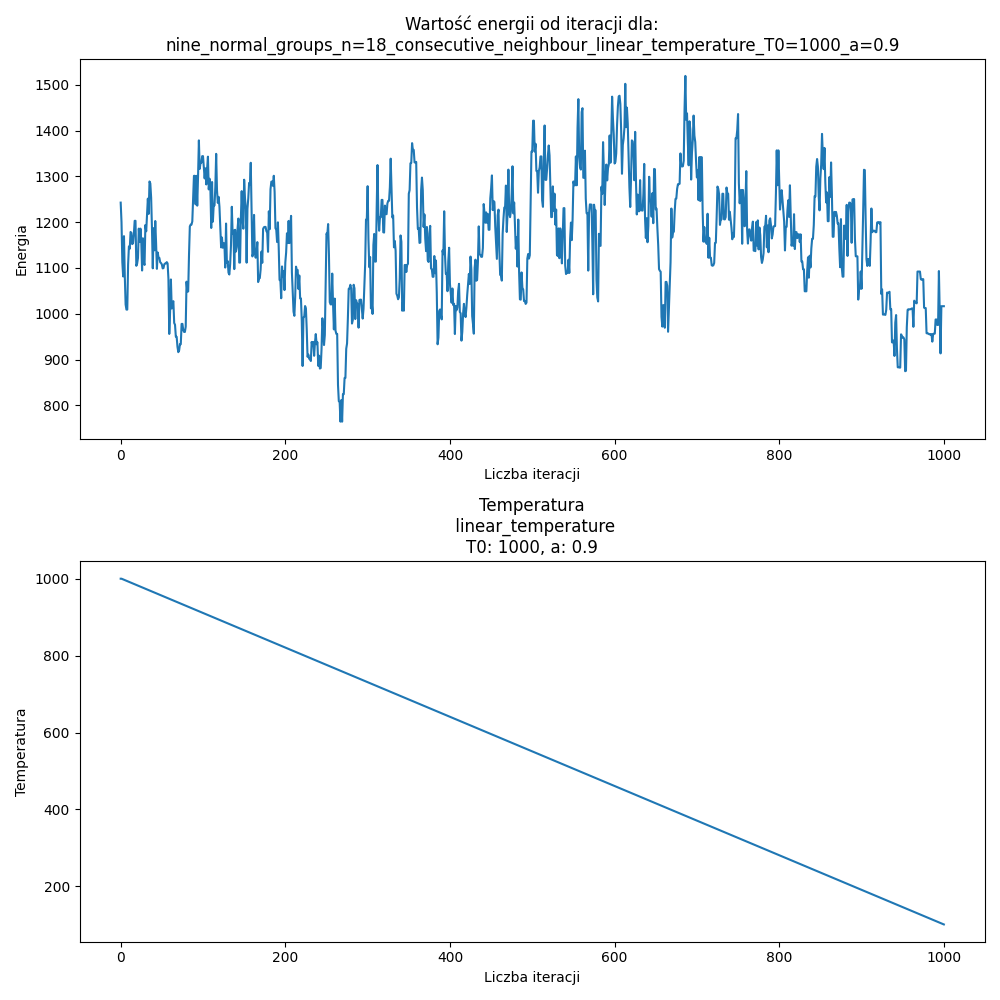 Wartość energii od iteracji dla:
nine_normal_groups_n=18_consecutive_neighbour_linear_temperature_T0=1000_a=0.9
1500
1400
1300
1200
1100
1000
900
800
Energia
0 200 400 600 800 1000
Liczba iteracji
Temperatura
linear_temperature
T0: 1000, a: 0.9
1000
800
600
400
200
Temperatura
0 200 400 600 800 1000
Liczba iteracji